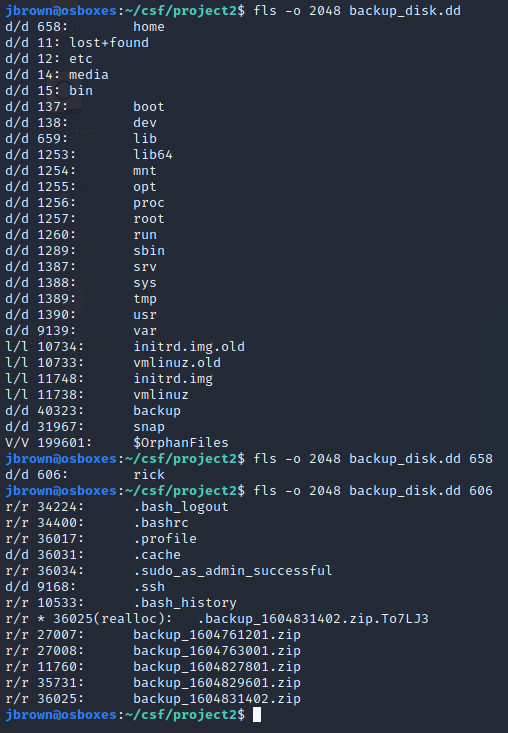 jbrown@osboxes:~/csf/project2$ fls -o 2048 backup_disk.dd
d/d 658:        home
d/d 11: lost+found
d/d 12: etc
d/d 14: media
d/d 15: bin
d/d 137:        boot
d/d 138:        dev
d/d 659:        lib
d/d 1253:       lib64
d/d 1254:       mnt
d/d 1255:       opt
d/d 1256:       proc
d/d 1257:       root
d/d 1260:       run
d/d 1289:       sbin
d/d 1387:       srv
d/d 1388:       sys
d/d 1389:       tmp
d/d 1390:       usr
d/d 9139:       var
l/l 10734:      initrd.img.old
l/l 10733:      vmlinuz.old
l/l 11748:      initrd.img
l/l 11738:      vmlinuz
d/d 40323:      backup
d/d 31967:      snap
V/V 199601:     $OrphanFiles
jbrown@osboxes:~/csf/project2$ fls -o 2048 backup_disk.dd 658
d/d 606:        rick
jbrown@osboxes:~/csf/project2$ fls -o 2048 backup_disk.dd 606
r/r 34224:      .bash_logout
r/r 34400:      .bashrc
r/r 36017:      .profile
d/d 36031:      .cache
r/r 36034:      .sudo_as_admin_successful
d/d 9168:       .ssh
r/r 10533:      .bash_history
r/r * 36025(realloc):   .backup_1604831402.zip.To7LJ3
r/r 27007:      backup_1604761201.zip
r/r 27008:      backup_1604763001.zip
r/r 11760:      backup_1604827801.zip
r/r 35731:      backup_1604829601.zip
r/r 36025:      backup_1604831402.zip
jbrown@osboxes:~/csf/project2$